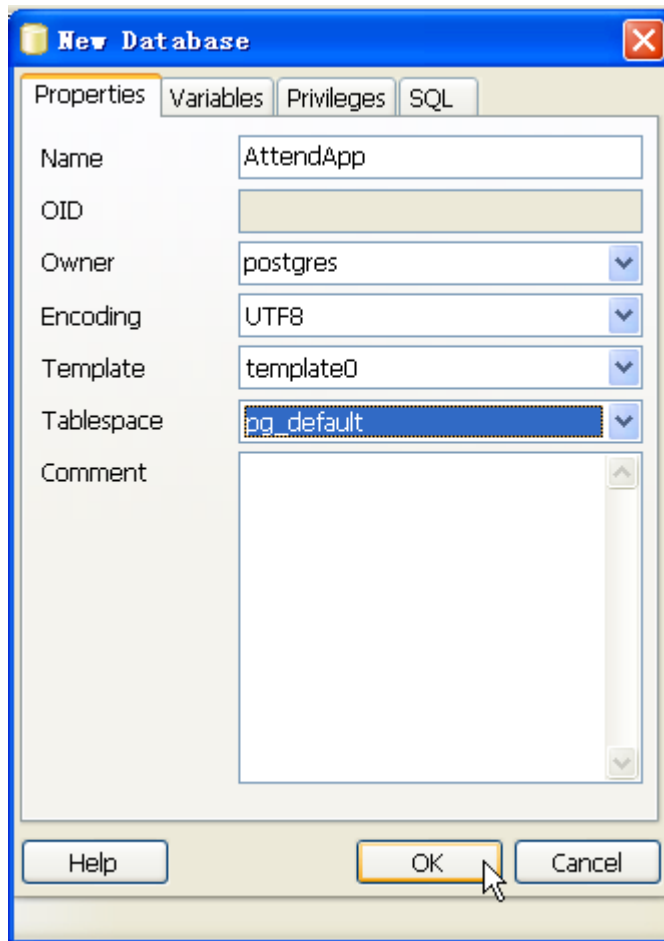 New Database
Properties Variables Privileges SQL
Name AttendApp
OID
Owner postgres
Encoding UTF8
Template template0
Tablespace pg_default
Comment
Help OK Cancel